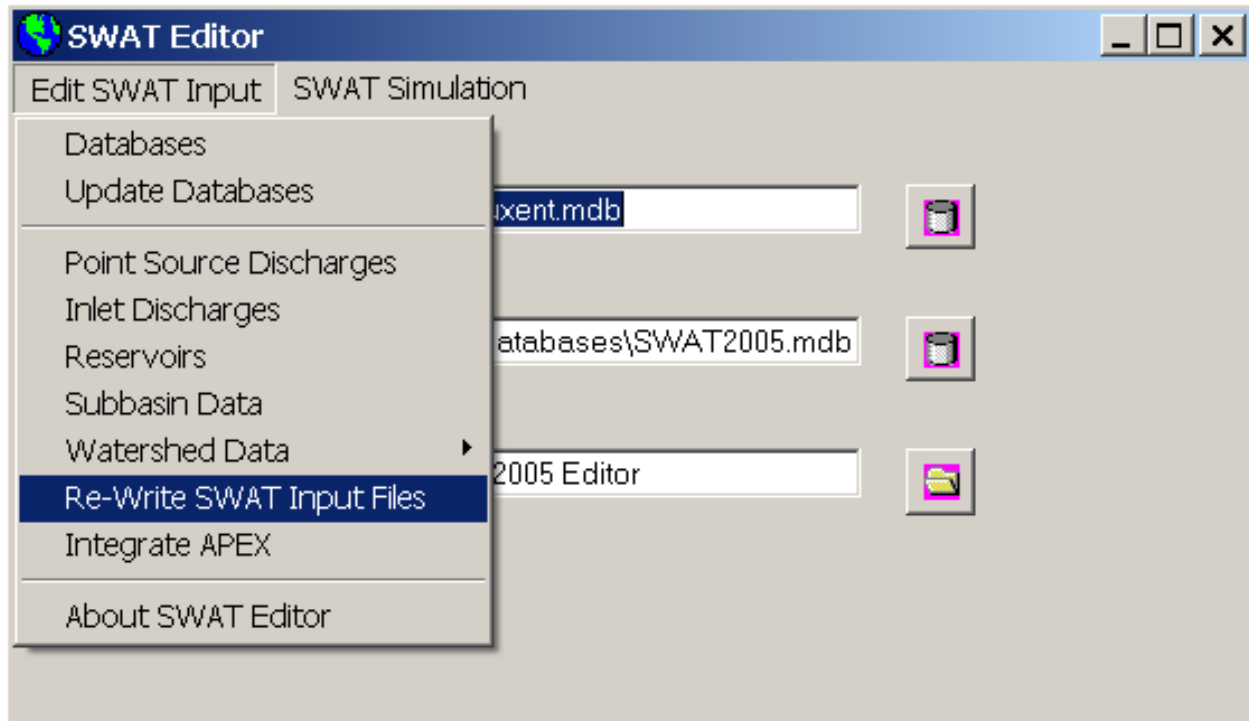 SWAT Editor
Edit SWAT Input SWAT Simulation
Databases
Update Databases
uxent.mdb
Point Source Discharges
Inlet Discharges
Reservoirs
atabases\SWAT2005.mdb
Subbasin Data
Watershed Data
2005 Editor
Re-Write SWAT Input Files
Integrate APEX
About SWAT Editor